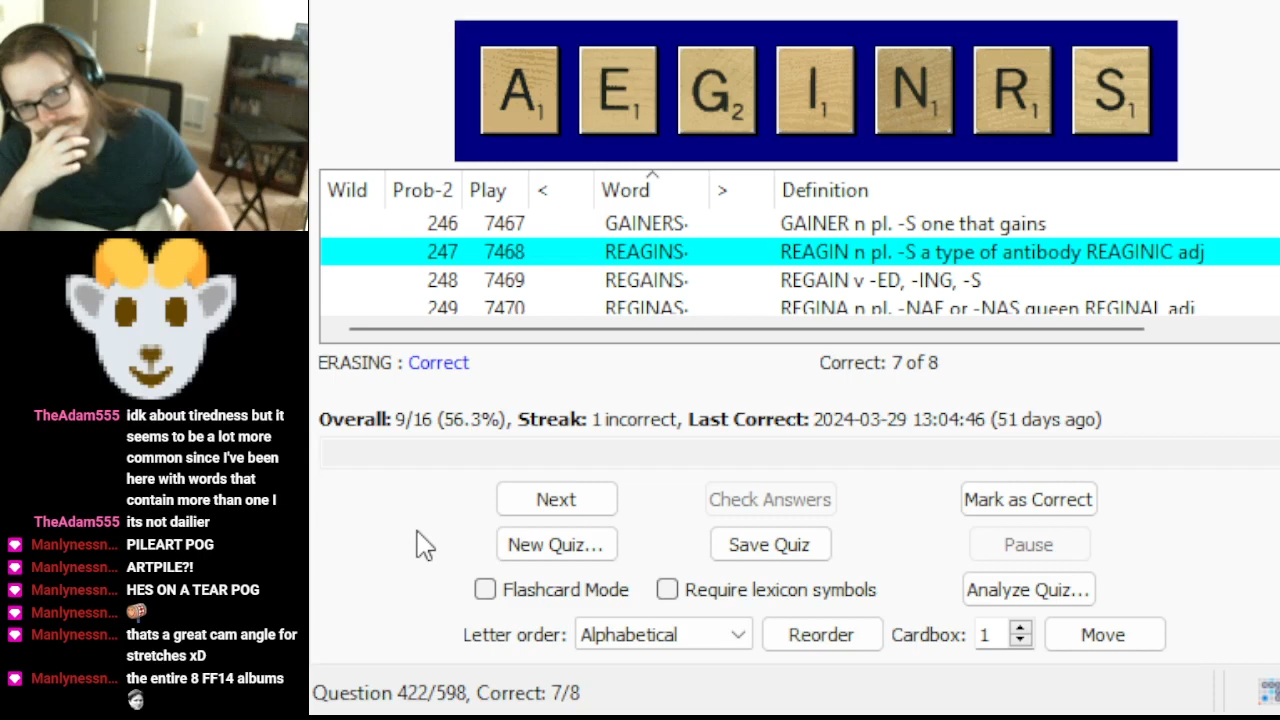 A1 E1 G2 I1 N1 R1 S1
Wild Prob-2 Play < Word > Definition
246 7467 GAINERS· GAINER n pl. -S one that gains
247 7468 REAGINS· REAGIN n pl. -S a type of antibody REAGINIC adj
248 7469 REGAINS· REGAIN v -ED, -ING, -S
249 7470 REGINAS· REGINA n pl. -NAE or -NAS queen REGINAL adj
ERASING : Correct Correct: 7 of 8
Overall: 9/16 (56.3%), Streak: 1 incorrect, Last Correct: 2024-03-29 13:04:46 (51 days ago)
Next Check Answers Mark as Correct
New Quiz... Save Quiz Pause
Flashcard Mode Require lexicon symbols Analyze Quiz...
Letter order: Alphabetical Reorder Cardbox: 1 Move
Question 422/598, Correct: 7/8
TheAdam555 idk about tiredness but it
seems to be a lot more
common since I've been
here with words that
contain more than one I
TheAdam555 its not dailier
Manlynessn... PILEART POG
Manlynessn... ARTPILE?!
Manlynessn... HES ON A TEAR POG
Manlynessn...
Manlynessn... thats a great cam angle for
stretches xD
Manlynessn... the entire 8 FF14 albums